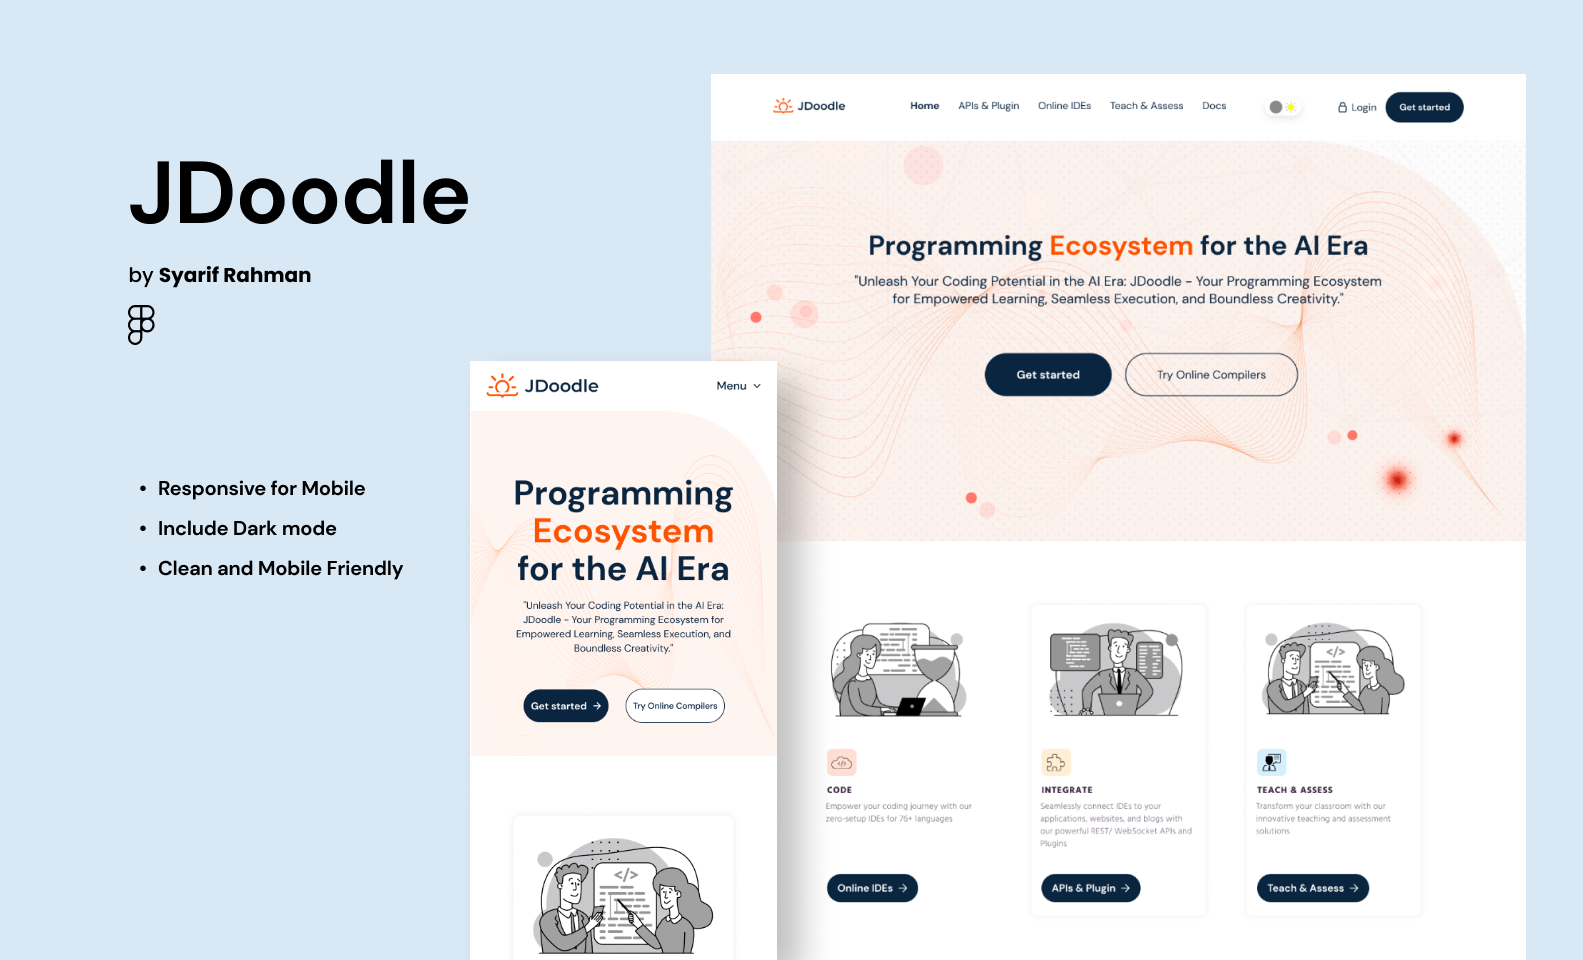 JDoodle
by Syarif Rahman
• Responsive for Mobile
• Include Dark mode
• Clean and Mobile Friendly
JDoodle
Home APIs & Plugin Online IDEs Teach & Assess Docs Login Get started
Programming Ecosystem for the AI Era
"Unleash Your Coding Potential in the AI Era: JDoodle - Your Programming Ecosystem
for Empowered Learning, Seamless Execution, and Boundless Creativity."
Get started Try Online Compilers
JDoodle Menu
Programming
Ecosystem
for the AI Era
"Unleash Your Coding Potential in the AI Era:
JDoodle - Your Programming Ecosystem for
Empowered Learning, Seamless Execution, and
Boundless Creativity."
Get started → Try Online Compilers
</>
CODE
Empower your coding journey with our
zero-setup IDEs for 76+ languages
Online IDEs →
INTEGRATE
Seamlessly connect IDEs to your
applications, websites, and blogs with
our powerful REST/ WebSocket APIs and
Plugins
APIs & Plugin →
</>
TEACH & ASSESS
Transform your classroom with our
innovative teaching and assessment
solutions
Teach & Assess →